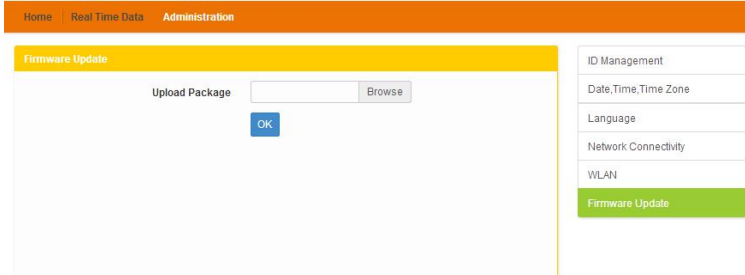 Home Real Time Data Administration
Firmware Update
Upload Package Browse
OK
ID Management
Date,Time,Time Zone
Language
Network Connectivity
WLAN
Firmware Update